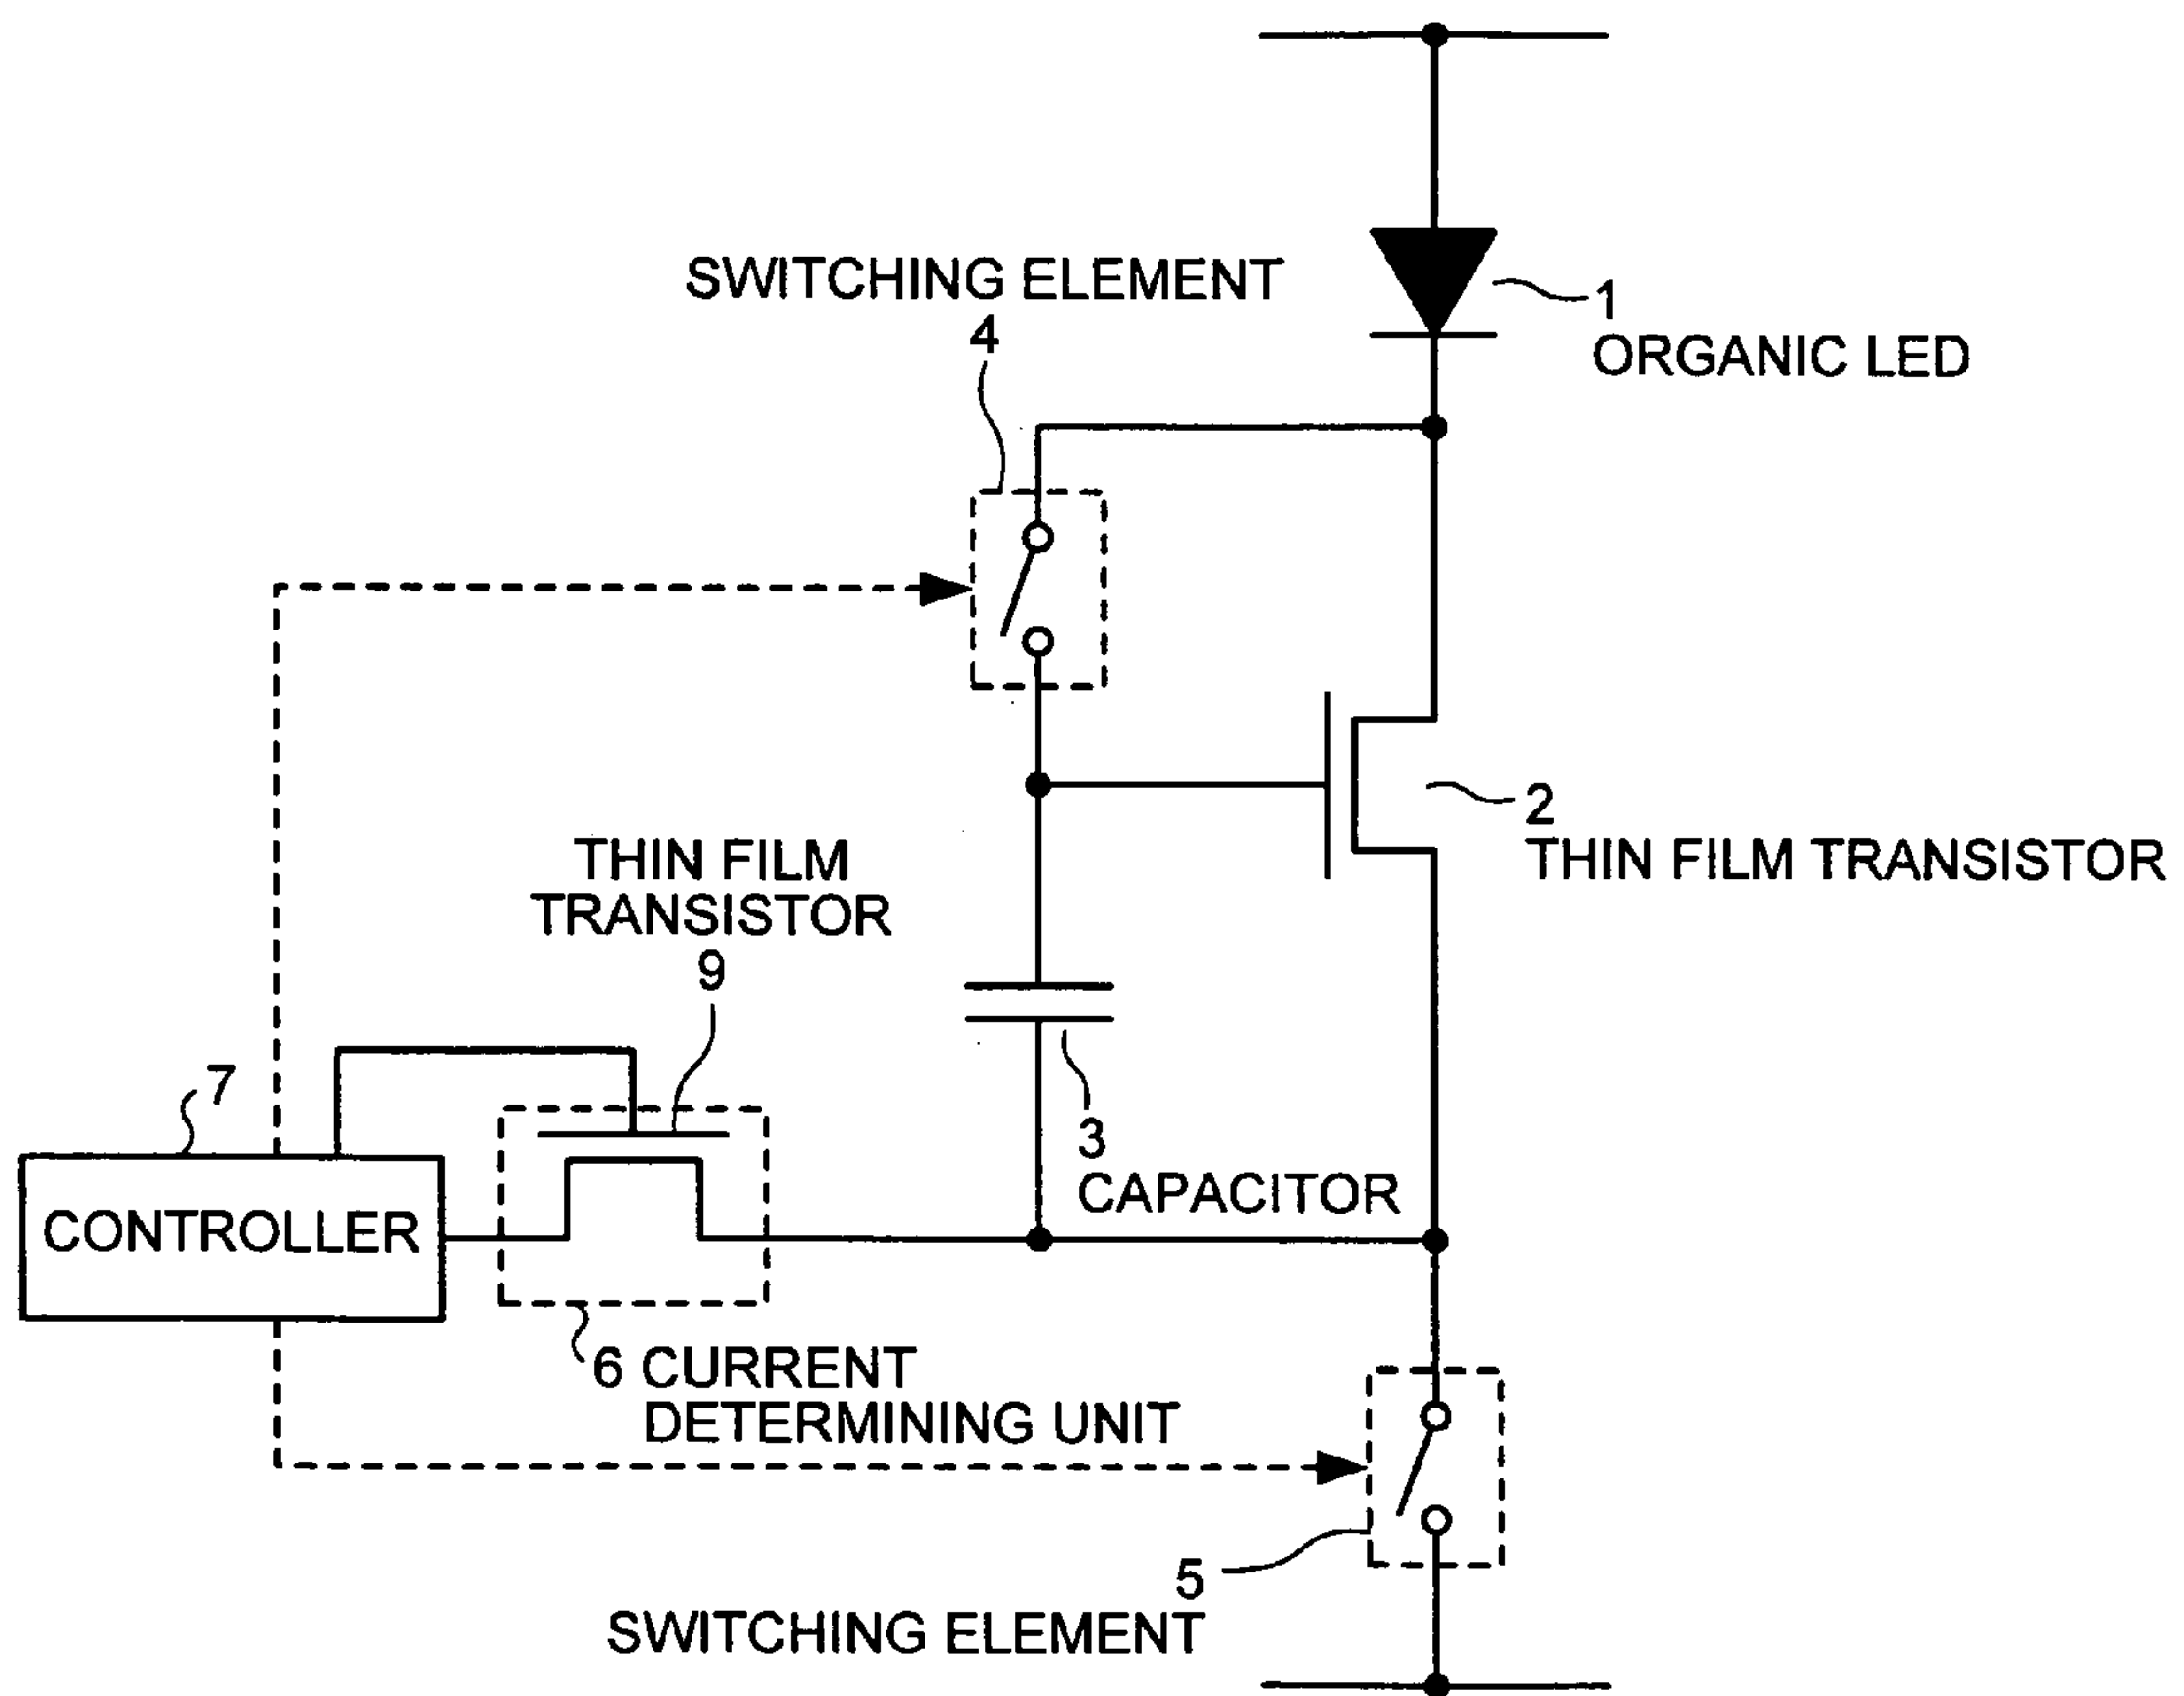 SWITCHING ELEMENT
4
1
ORGANIC LED
2
THIN FILM TRANSISTOR
THIN FILM
TRANSISTOR
9
7
3
CAPACITOR
CONTROLLER
6 CURRENT
DETERMINING UNIT
5
SWITCHING ELEMENT